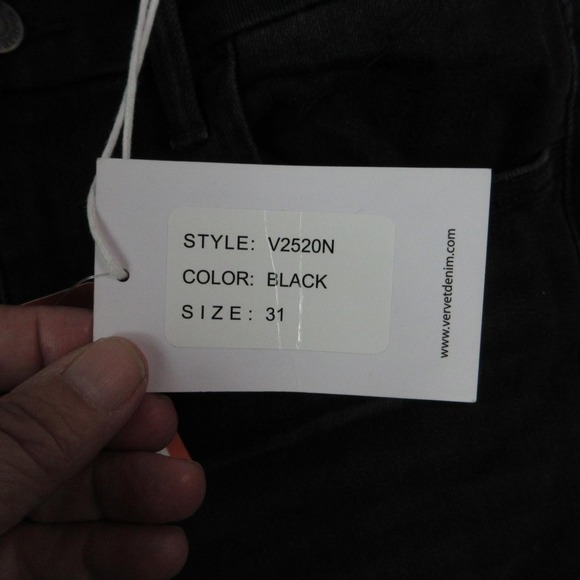 STYLE: V2520N
COLOR: BLACK
SIZE: 31
www.vervetdenim.com